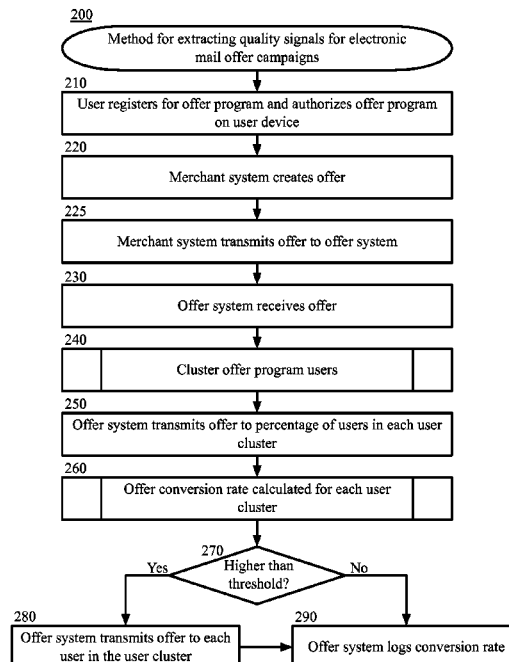 200
Method for extracting quality signals for electronic
mail offer campaigns
210
User registers for offer program and authorizes offer program
on user device
220
Merchant system creates offer
225
Merchant system transmits offer to offer system
230
Offer system receives offer
240
Cluster offer program users
250
Offer system transmits offer to percentage of users in each user
cluster
260
Offer conversion rate calculated for each user
cluster
270
Higher than
threshold?
Yes
No
280
Offer system transmits offer to each
user in the user cluster
290
Offer system logs conversion rate